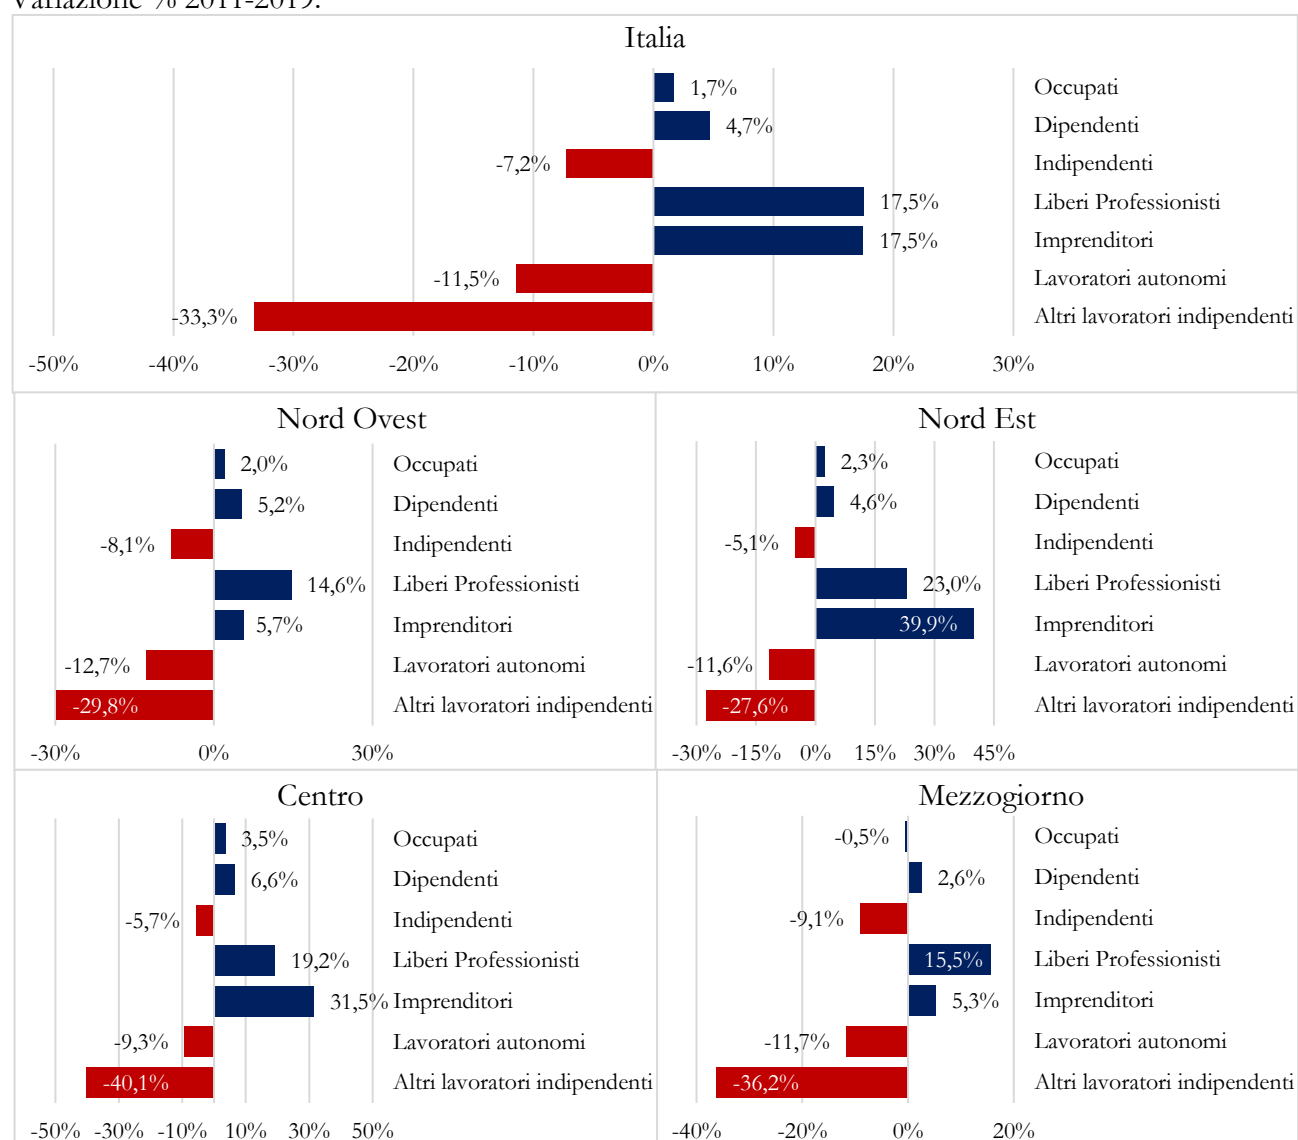 Variazione % 2011-2019.
Italia
1,7% Occupati
4,7% Dipendenti
-7,2% Indipendenti
17,5% Liberi Professionisti
17,5% Imprenditori
-11,5% Lavoratori autonomi
-33,3% Altri lavoratori indipendenti
-50% -40% -30% -20% -10% 0% 10% 20% 30%
Nord Ovest
2,0% Occupati
5,2% Dipendenti
-8,1% Indipendenti
14,6% Liberi Professionisti
5,7% Imprenditori
-12,7% Lavoratori autonomi
-29,8% Altri lavoratori indipendenti
-30% 0% 30%
Nord Est
2,3% Occupati
4,6% Dipendenti
-5,1% Indipendenti
23,0% Liberi Professionisti
39,9% Imprenditori
-11,6% Lavoratori autonomi
-27,6% Altri lavoratori indipendenti
-30% -15% 0% 15% 30% 45%
Centro
3,5% Occupati
6,6% Dipendenti
-5,7% Indipendenti
19,2% Liberi Professionisti
31,5% Imprenditori
-9,3% Lavoratori autonomi
-40,1% Altri lavoratori indipendenti
-50% -30% -10% 10% 30% 50%
Mezzogiorno
-0,5% Occupati
2,6% Dipendenti
-9,1% Indipendenti
15,5% Liberi Professionisti
5,3% Imprenditori
-11,7% Lavoratori autonomi
-36,2% Altri lavoratori indipendenti
-40% -20% 0% 20%